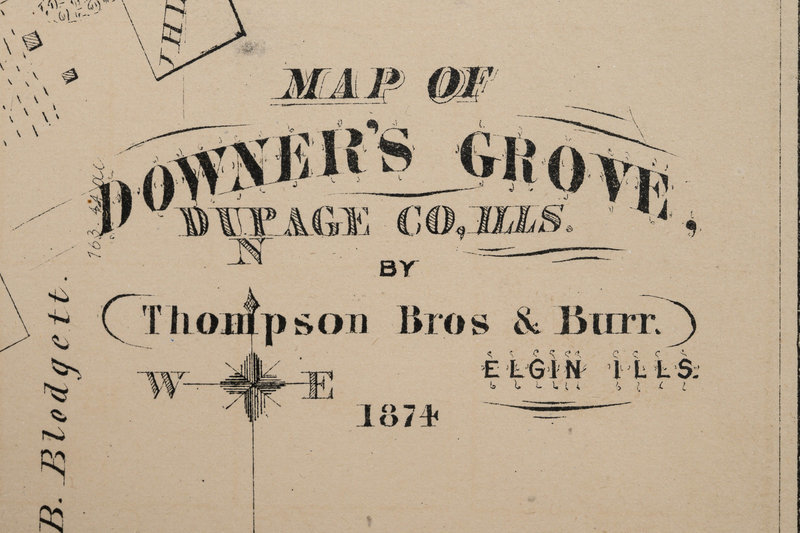 MAP OF
DOWNER'S GROVE,
DUPAGE CO, ILLS.
BY
Thompson Bros & Burr.
ELGIN ILLS.
1874
N
W E
B. Blodgett.